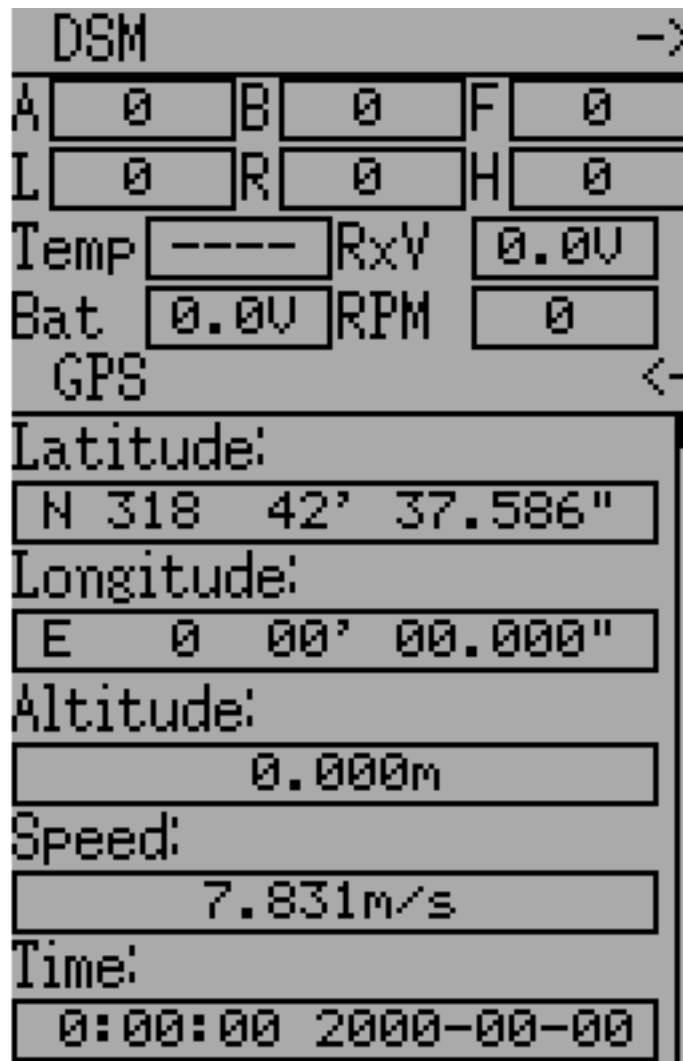 DSM ->
A 0 B 0 F 0
L 0 R 0 H 0
Temp ---- RxV 0.0V
Bat 0.0V RPM 0
GPS <-
Latitude:
N 318 42' 37.586"
Longitude:
E 0 00' 00.000"
Altitude:
0.000m
Speed:
7.831m/s
Time:
0:00:00 2000-00-00